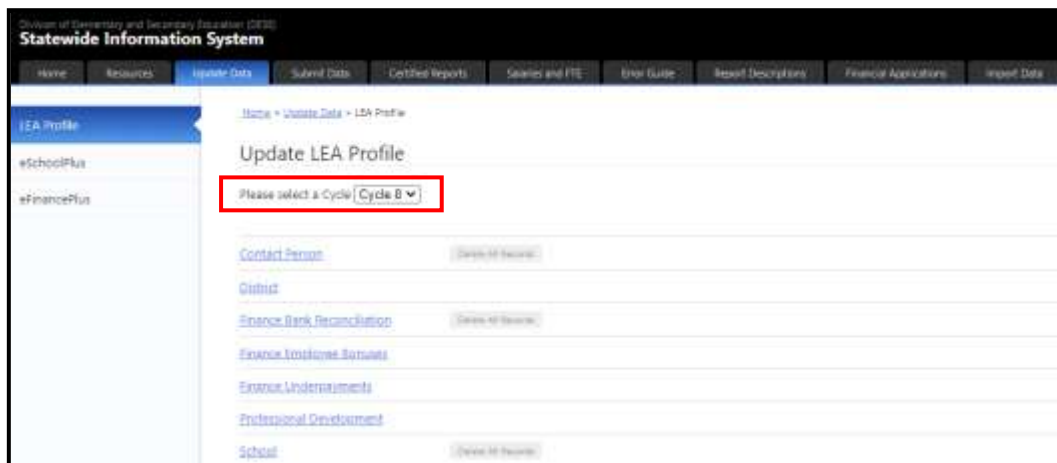 Division of Elementary and Secondary Education (DESE)
Statewide Information System
Home Resources Update Data Submit Data Certified Reports Salaries and FTE Error Guide Report Descriptions Financial Applications Import Data
LEA Profile
eSchoolPlus
eFinancePlus
Home > Update Data > LEA Profile
Update LEA Profile
Please select a Cycle Cycle 8
Contact Person Delete All Records
District
Finance Bank Reconciliation Delete All Records
Finance Employee Bonuses
Finance Underpayments
Professional Development
School Delete All Records